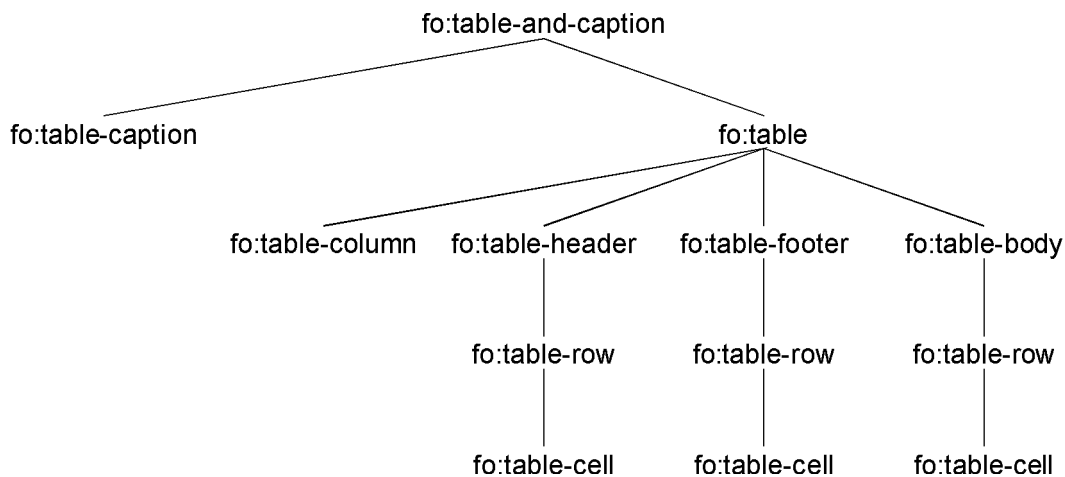 fo:table-and-caption
fo:table-caption fo:table
fo:table-column fo:table-header fo:table-footer fo:table-body
fo:table-row fo:table-row fo:table-row
fo:table-cell fo:table-cell fo:table-cell